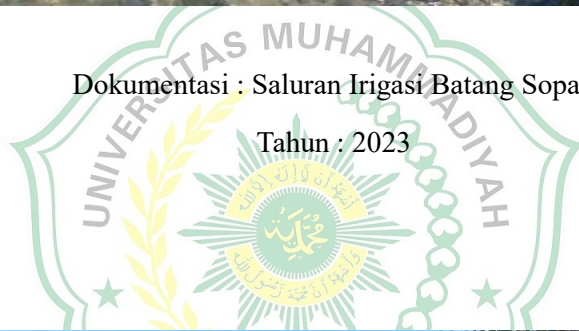 UNIVERSITAS MUHAMMADIYAH
Dokumentasi : Saluran Irigasi Batang Sopa
Tahun : 2023